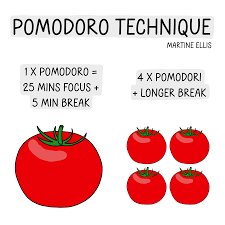 POMODORO TECHNIQUE
MARTINE ELLIS
1 X POMODORO =
25 MINS FOCUS +
5 MIN BREAK
4 X POMODORI
+ LONGER BREAK